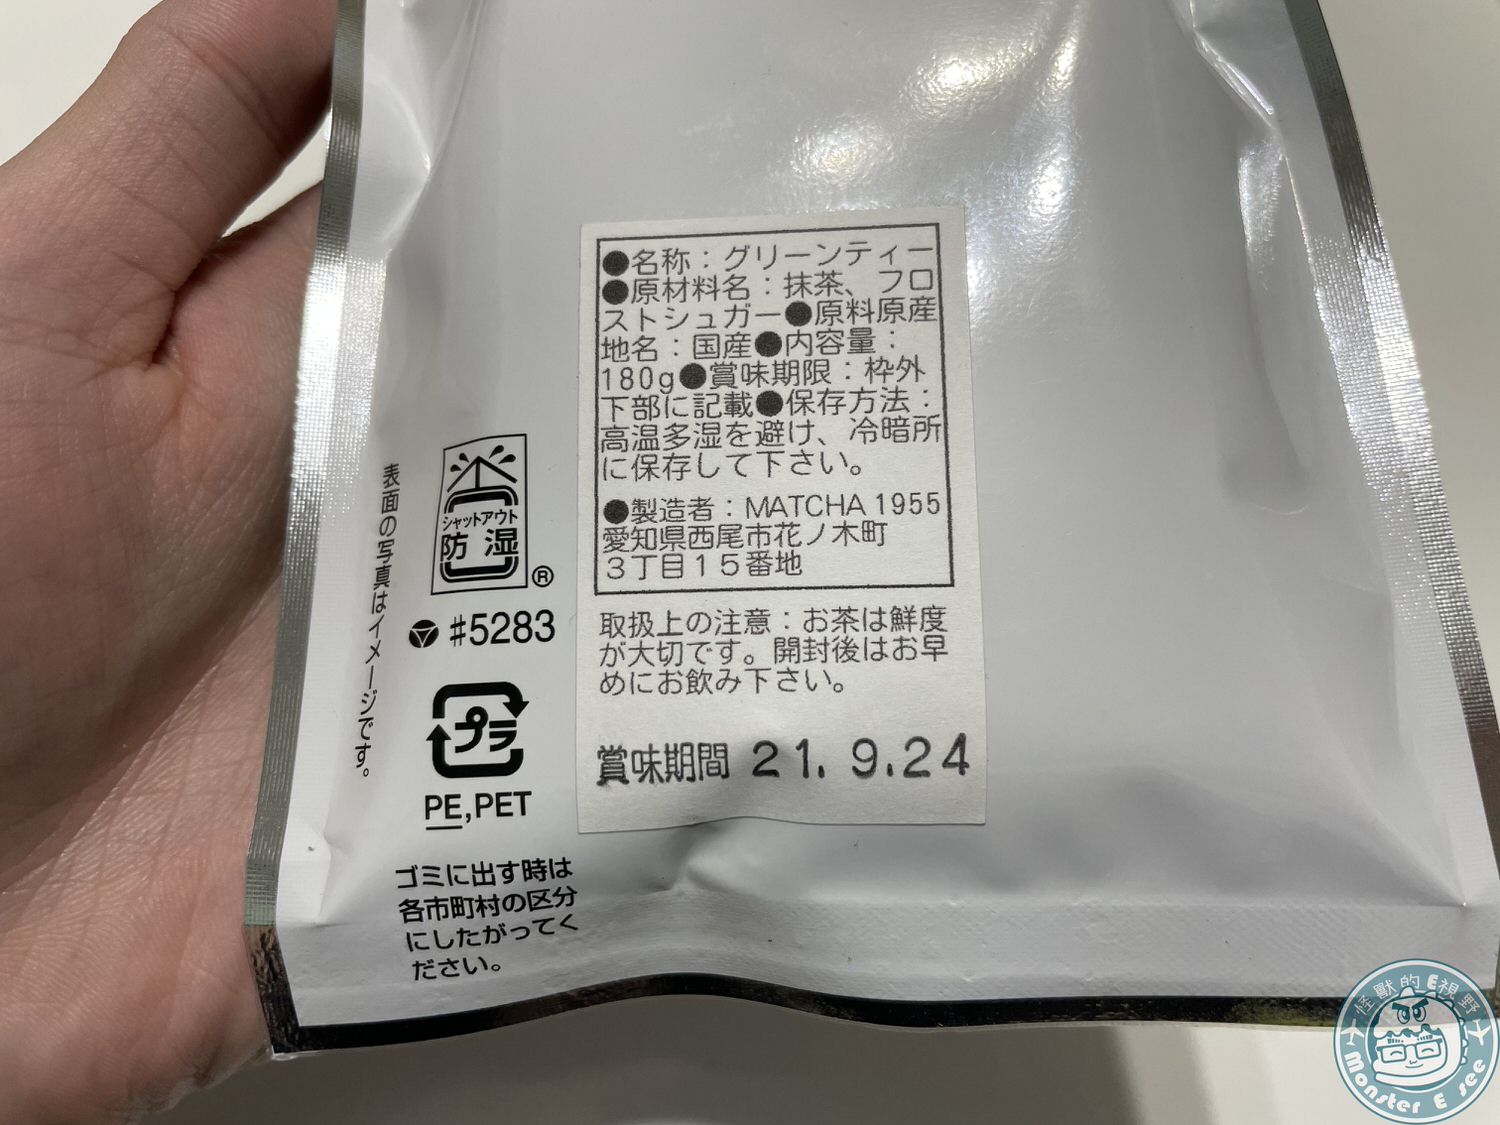 ●名称：グリーンティー
●原材料名：抹茶、フロ
ストシュガー●原料原産
地名：国産●内容量：
180g●賞味期限：枠外
下部に記載●保存方法：
高温多湿を避け、冷暗所
に保存して下さい。
●製造者：MATCHA 1955
愛知県西尾市花ノ木町
3丁目15番地
取扱上の注意：お茶は鮮度
が大切です。開封後はお早
めにお飲み下さい。
賞味期間 21.9.24
表面の写真はイメージです。
シャットアウト
防湿
®
#5283
プラ
PE,PET
ゴミに出す時は
各市町村の区分
にしたがってく
ださい。
怪獸的E視野
Monster E see